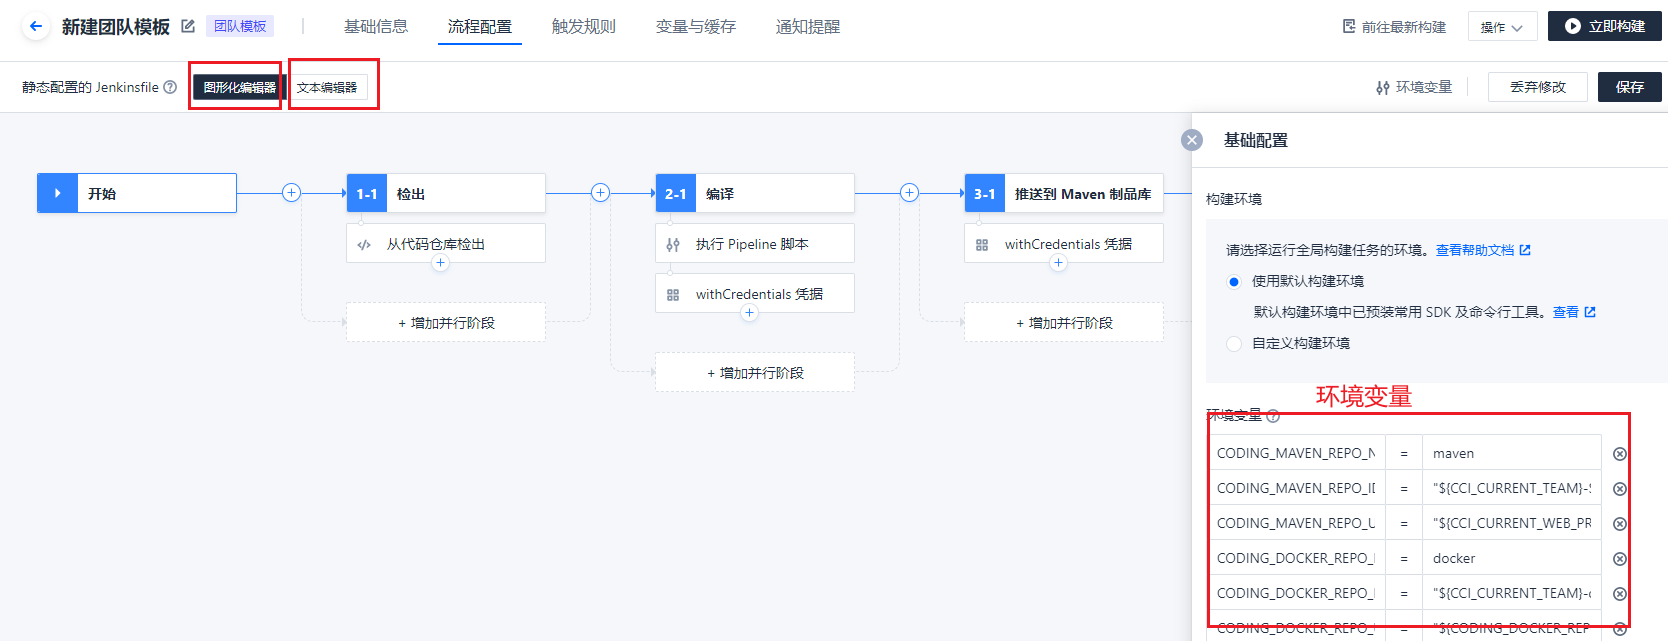 新建团队模板 团队模板 基础信息 流程配置 触发规则 变量与缓存 通知提醒 前往最新构建 操作 立即构建
静态配置的 Jenkinsfile 图形化编辑器 文本编辑器 环境变量 丢弃修改 保存
基础配置
开始 1-1 检出 2-1 编译 3-1 推送到 Maven 制品库
从代码仓库检出 执行 Pipeline 脚本 withCredentials 凭据
withCredentials 凭据
+ 增加并行阶段 + 增加并行阶段
+ 增加并行阶段
构建环境
请选择运行全局构建任务的环境。查看帮助文档
使用默认构建环境
默认构建环境中已预装常用 SDK 及命令行工具。查看
自定义构建环境
环境变量
环境变量
CODING_MAVEN_REPO_N = maven
CODING_MAVEN_REPO_ID = "${CCI_CURRENT_TEAM}-
CODING_MAVEN_REPO_U = "${CCI_CURRENT_WEB_PR
CODING_DOCKER_REPO_ = docker
CODING_DOCKER_REPO_ = "${CCI_CURRENT_TEAM}-
CODING_DOCKER_REPO_ = "${CODING_DOCKER_REP